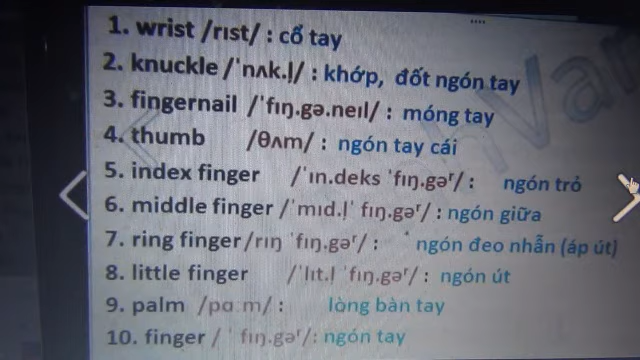 1. wrist /rɪst/ : cổ tay
2. knuckle /ˈnʌk.l̩/ : khớp, đốt ngón tay
3. fingernail /ˈfɪŋ.gə.neɪl/ : móng tay
4. thumb /θʌm/ : ngón tay cái
5. index finger /ˈɪn.deks ˈfɪŋ.gəʳ/ : ngón trỏ
6. middle finger /ˈmɪd.l̩ ˈfɪŋ.gəʳ/ : ngón giữa
7. ring finger /rɪŋ ˈfɪŋ.gəʳ/ : ngón đeo nhẫn (áp út)
8. little finger /ˈlɪt.l̩ ˈfɪŋ.gəʳ/ : ngón út
9. palm /pɑːm/ : lòng bàn tay
10. finger / ˈfɪŋ.gəʳ/: ngón tay